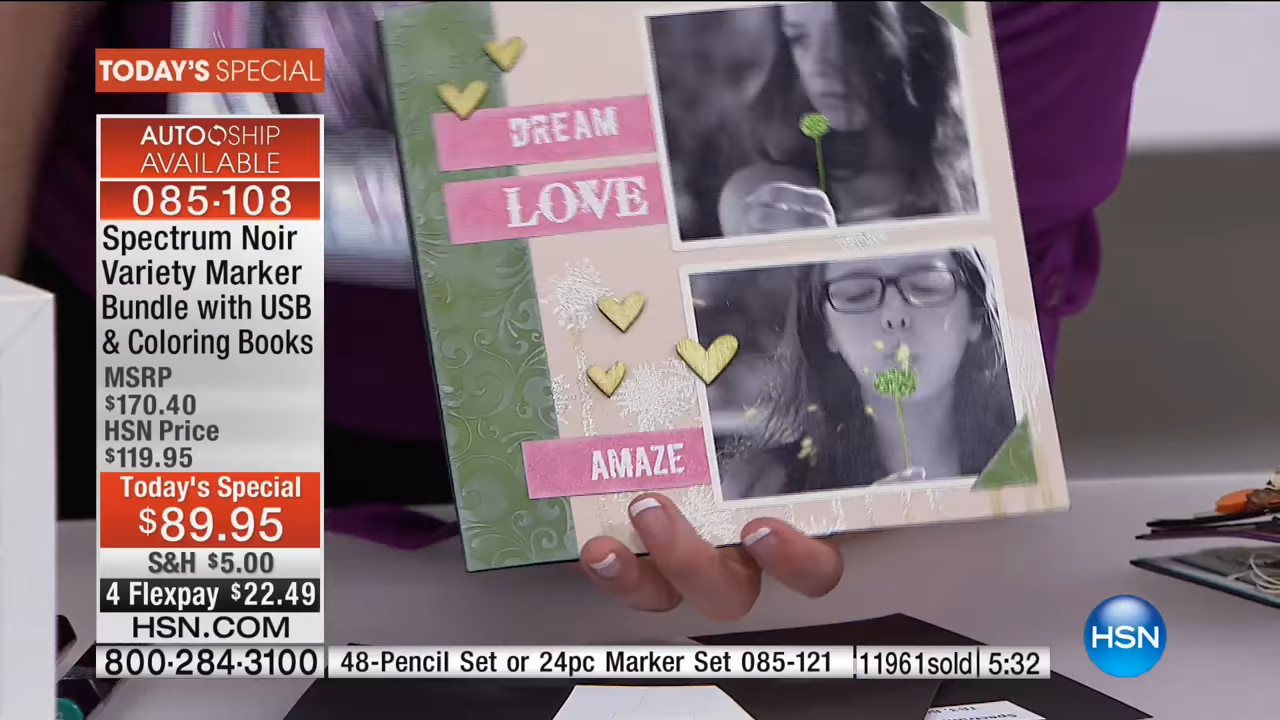 TODAY'S SPECIAL
AUTOSHIP
AVAILABLE
085-108
Spectrum Noir
Variety Marker
Bundle with USB
& Coloring Books
MSRP
$170.40
HSN Price
$119.95
Today's Special
$89.95
S&H $5.00
4 Flexpay $22.49
HSN.COM
800-284-3100
48-Pencil Set or 24pc Marker Set 085-121
11961sold
5:32
HSN
DREAM
LOVE
AMAZE